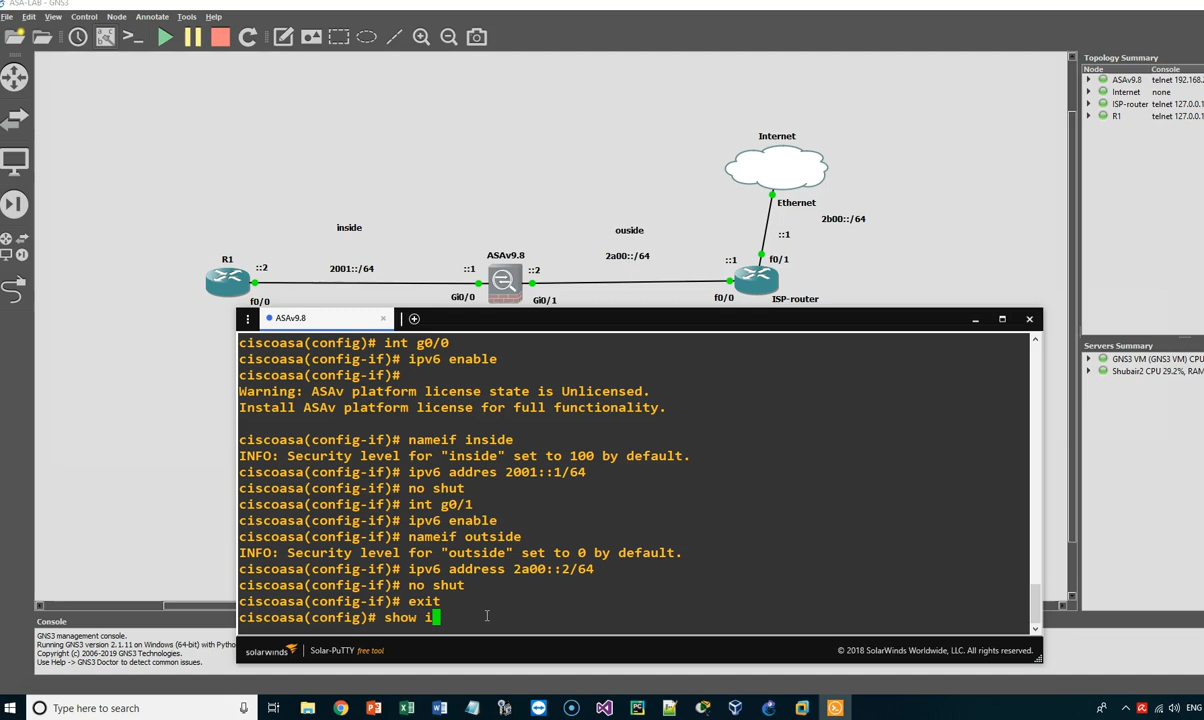 ASA-LAB - GNS3
File Edit View Control Node Annotate Tools Help
Topology Summary
Node Console
ASAv9.8 telnet 192.168.2
Internet none
ISP-router telnet 127.0.0.1
R1 telnet 127.0.0.1
Internet
Ethernet
2b00::/64
::1
inside
ouside
R1
::2
2001::/64
::1
ASAv9.8
::2
2a00::/64
::1
f0/1
f0/0
Gi0/0
Gi0/1
f0/0
ISP-router
ASAv9.8
ciscoasa(config)# int g0/0
ciscoasa(config-if)# ipv6 enable
ciscoasa(config-if)#
Warning: ASAv platform license state is Unlicensed.
Install ASAv platform license for full functionality.
ciscoasa(config-if)# nameif inside
INFO: Security level for "inside" set to 100 by default.
ciscoasa(config-if)# ipv6 addres 2001::1/64
ciscoasa(config-if)# no shut
ciscoasa(config-if)# int g0/1
ciscoasa(config-if)# ipv6 enable
ciscoasa(config-if)# nameif outside
INFO: Security level for "outside" set to 0 by default.
ciscoasa(config-if)# ipv6 address 2a00::2/64
ciscoasa(config-if)# no shut
ciscoasa(config-if)# exit
ciscoasa(config)# show i
solarwinds Solar-PuTTY free tool
© 2018 SolarWinds Worldwide, LLC. All rights reserved.
Servers Summary
GNS3 VM (GNS3 VM) CPU
Shubair2 CPU 29.2%, RAM
Console
GNS3 management console.
Running GNS3 version 2.1.11 on Windows (64-bit) with Pyth
Copyright (c) 2006-2019 GNS3 Technologies.
Use Help -> GNS3 Doctor to detect common issues.
Type here to search
ENG